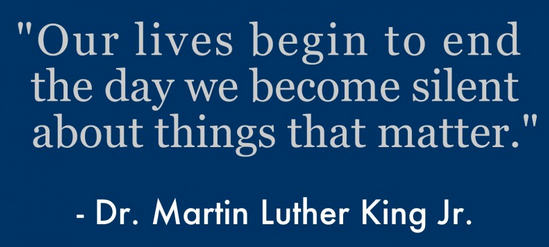 "Our lives begin to end
the day we become silent
about things that matter."
- Dr. Martin Luther King Jr.